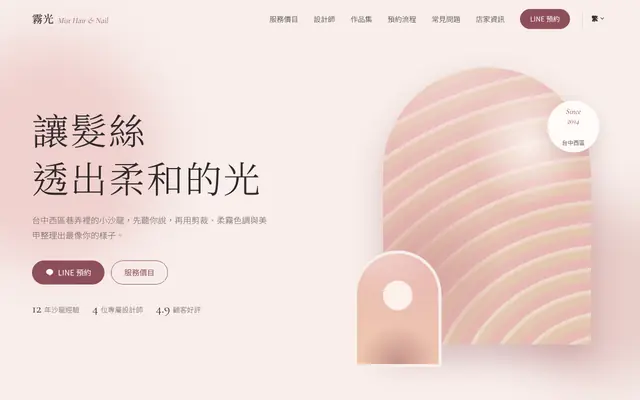 霧光 Mist Hair & Nail
服務價目 設計師 作品集 預約流程 常見問題 店家資訊 LINE 預約 繁
讓髮絲
透出柔和的光
台中西區巷弄裡的小沙龍，先聽你說，再用剪裁、柔霧色調與美
甲整理出最像你的樣子。
LINE 預約 服務價目
12 年沙龍經驗 4 位專屬設計師 4.9 顧客好評
Since
2014
台中西區